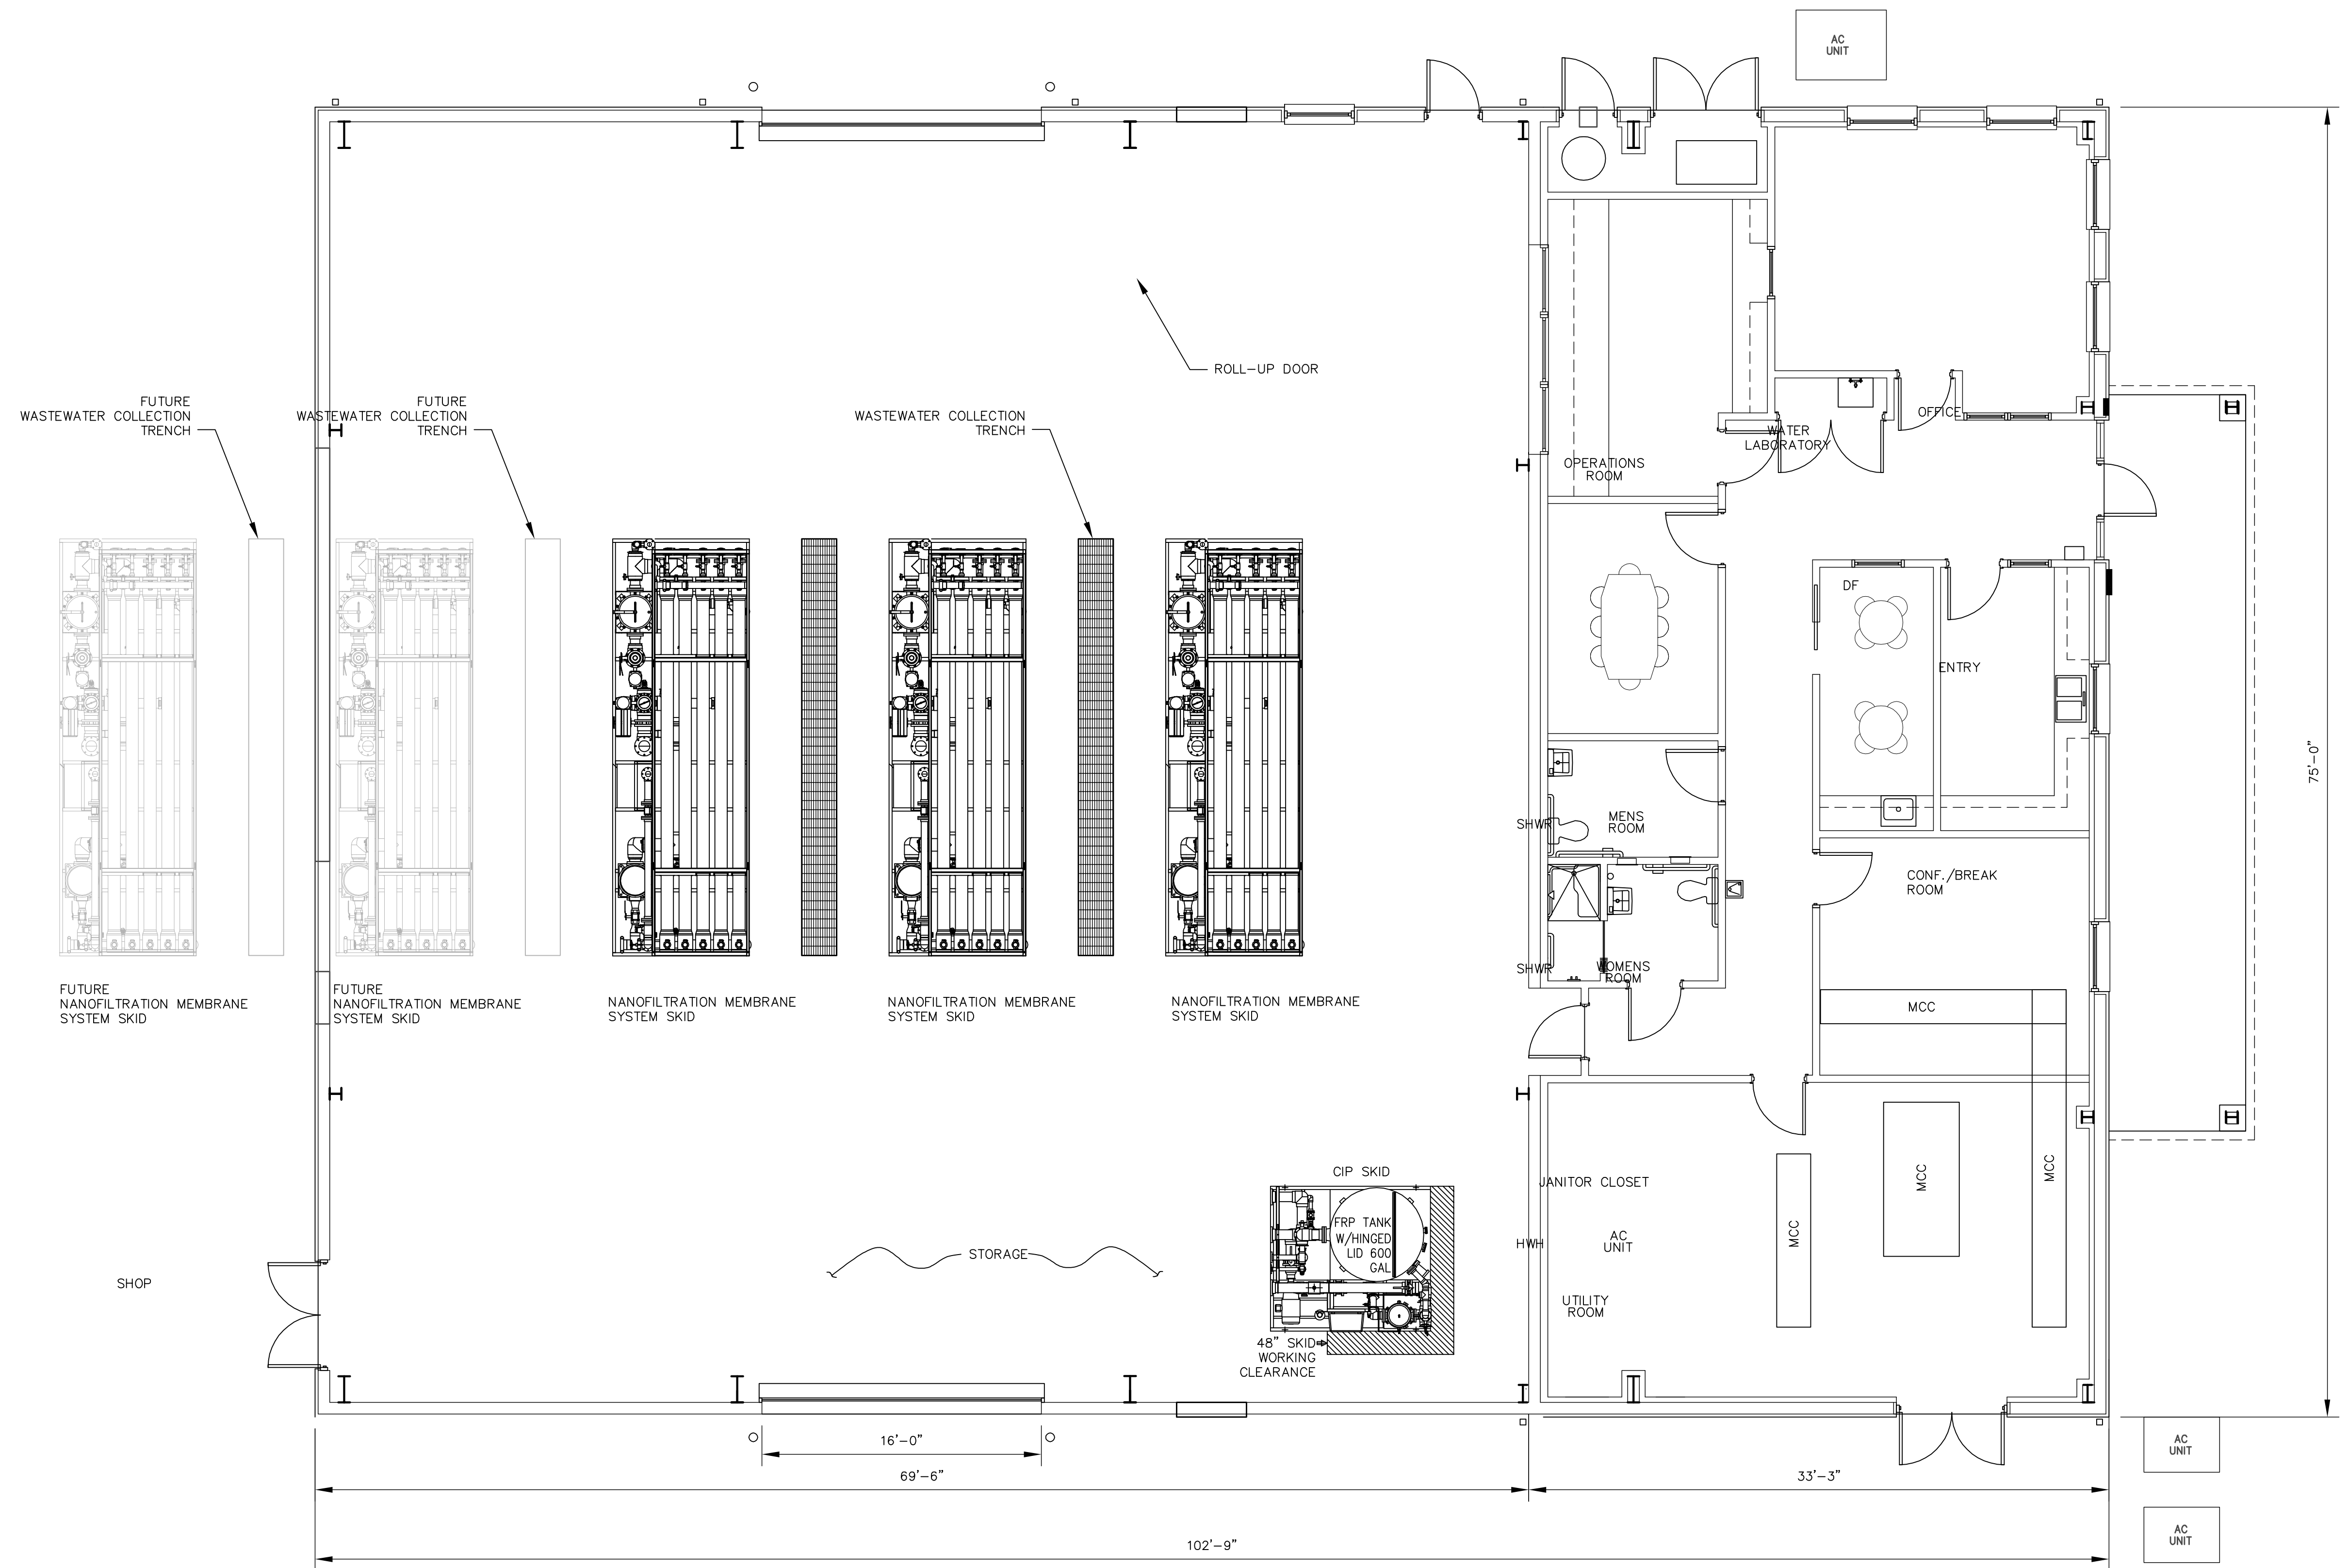 AC
UNIT
ROLL-UP DOOR
FUTURE
WASTEWATER COLLECTION
TRENCH
FUTURE
WASTEWATER COLLECTION
TRENCH
WASTEWATER COLLECTION
TRENCH
OFFICE
WATER
LABORATORY
OPERATIONS
ROOM
DF
ENTRY
75'-0"
SHWR
MENS
ROOM
CONF./BREAK
ROOM
SHWR
WOMENS
ROOM
FUTURE
NANOFILTRATION MEMBRANE
SYSTEM SKID
FUTURE
NANOFILTRATION MEMBRANE
SYSTEM SKID
NANOFILTRATION MEMBRANE
SYSTEM SKID
NANOFILTRATION MEMBRANE
SYSTEM SKID
NANOFILTRATION MEMBRANE
SYSTEM SKID
MCC
CIP SKID
JANITOR CLOSET
MCC
MCC
MCC
FRP TANK
W/HINGED
LID 600
GAL
HWH
AC
UNIT
STORAGE
SHOP
UTILITY
ROOM
48" SKID
WORKING
CLEARANCE
16'-0"
69'-6"
33'-3"
AC
UNIT
102'-9"
AC
UNIT